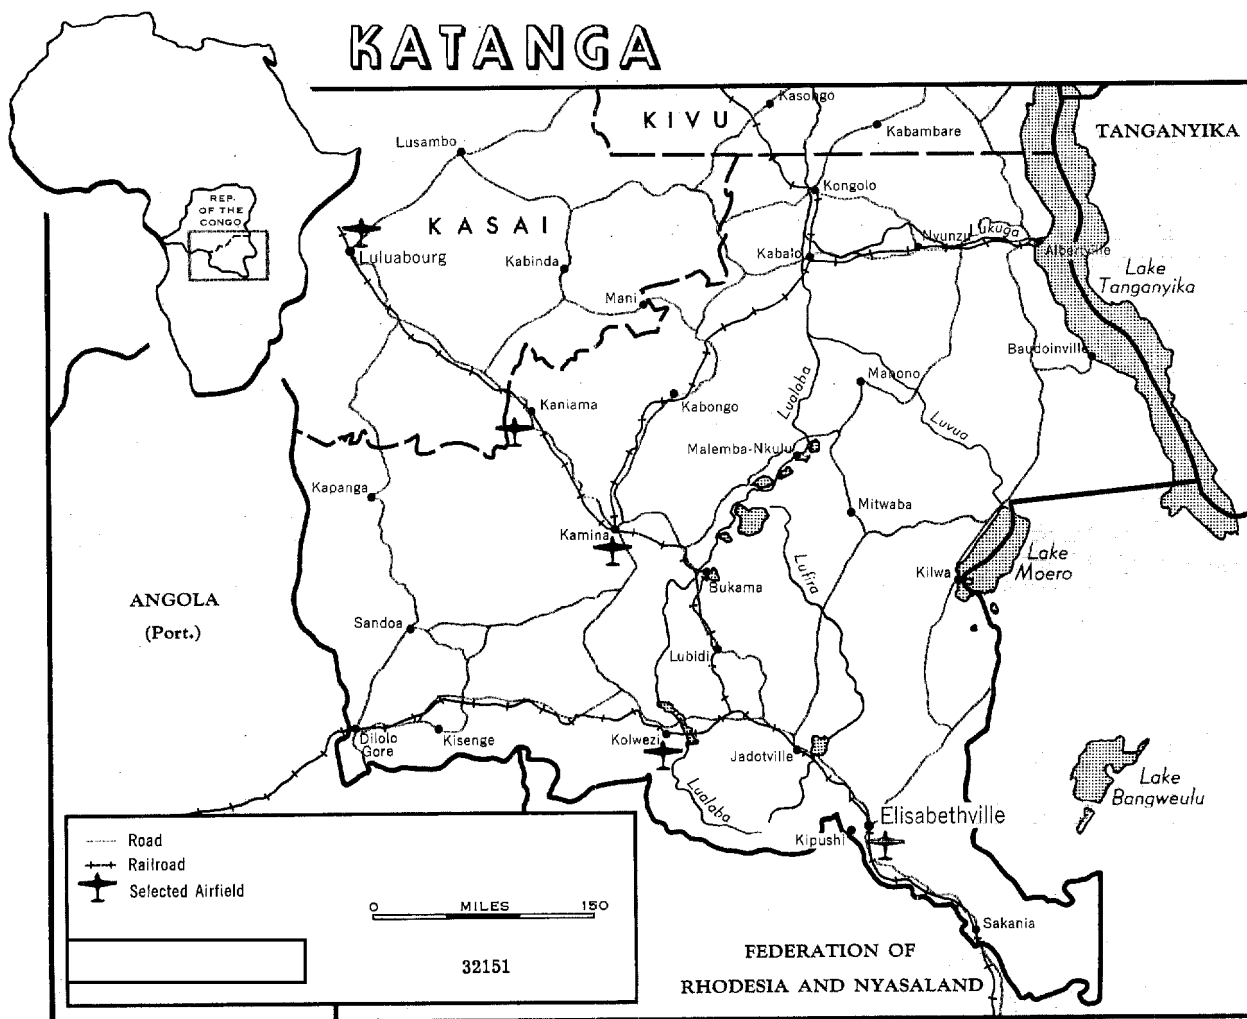 KATANGA
REP.
OF THE
CONGO
KIVU
Kasongo
Kabambare
TANGANYIKA
Lusambo
Kongolo
KASAI
Luluabourg
Kabinda
Kabalo
Nyunzu
Lukuga
Albertville
Lake
Tanganyika
Mani
Baudoinville
Kaniama
Kabongo
Lualaba
Manono
Luvua
Malemba-Nkulu
Kapanga
Mitwaba
Kamina
Lufira
Lake
Moero
Kilwa
Bukama
ANGOLA
(Port.)
Sandoa
Lubidi
Dilolo
Gore
Kisenge
Kolwezi
Jadotville
Lualaba
Lake
Bangweulu
Elisabethville
Kipushi
Sakania
FEDERATION OF
RHODESIA AND NYASALAND
Road
Railroad
Selected Airfield
0 MILES 150
32151